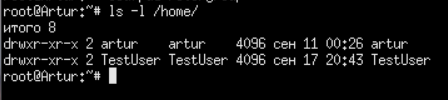 root@Artur:~# ls -l /home/
итого 8
drwxr-xr-x 2 artur    artur    4096 сен 11 00:26 artur
drwxr-xr-x 2 TestUser TestUser 4096 сен 17 20:43 TestUser
root@Artur:~#